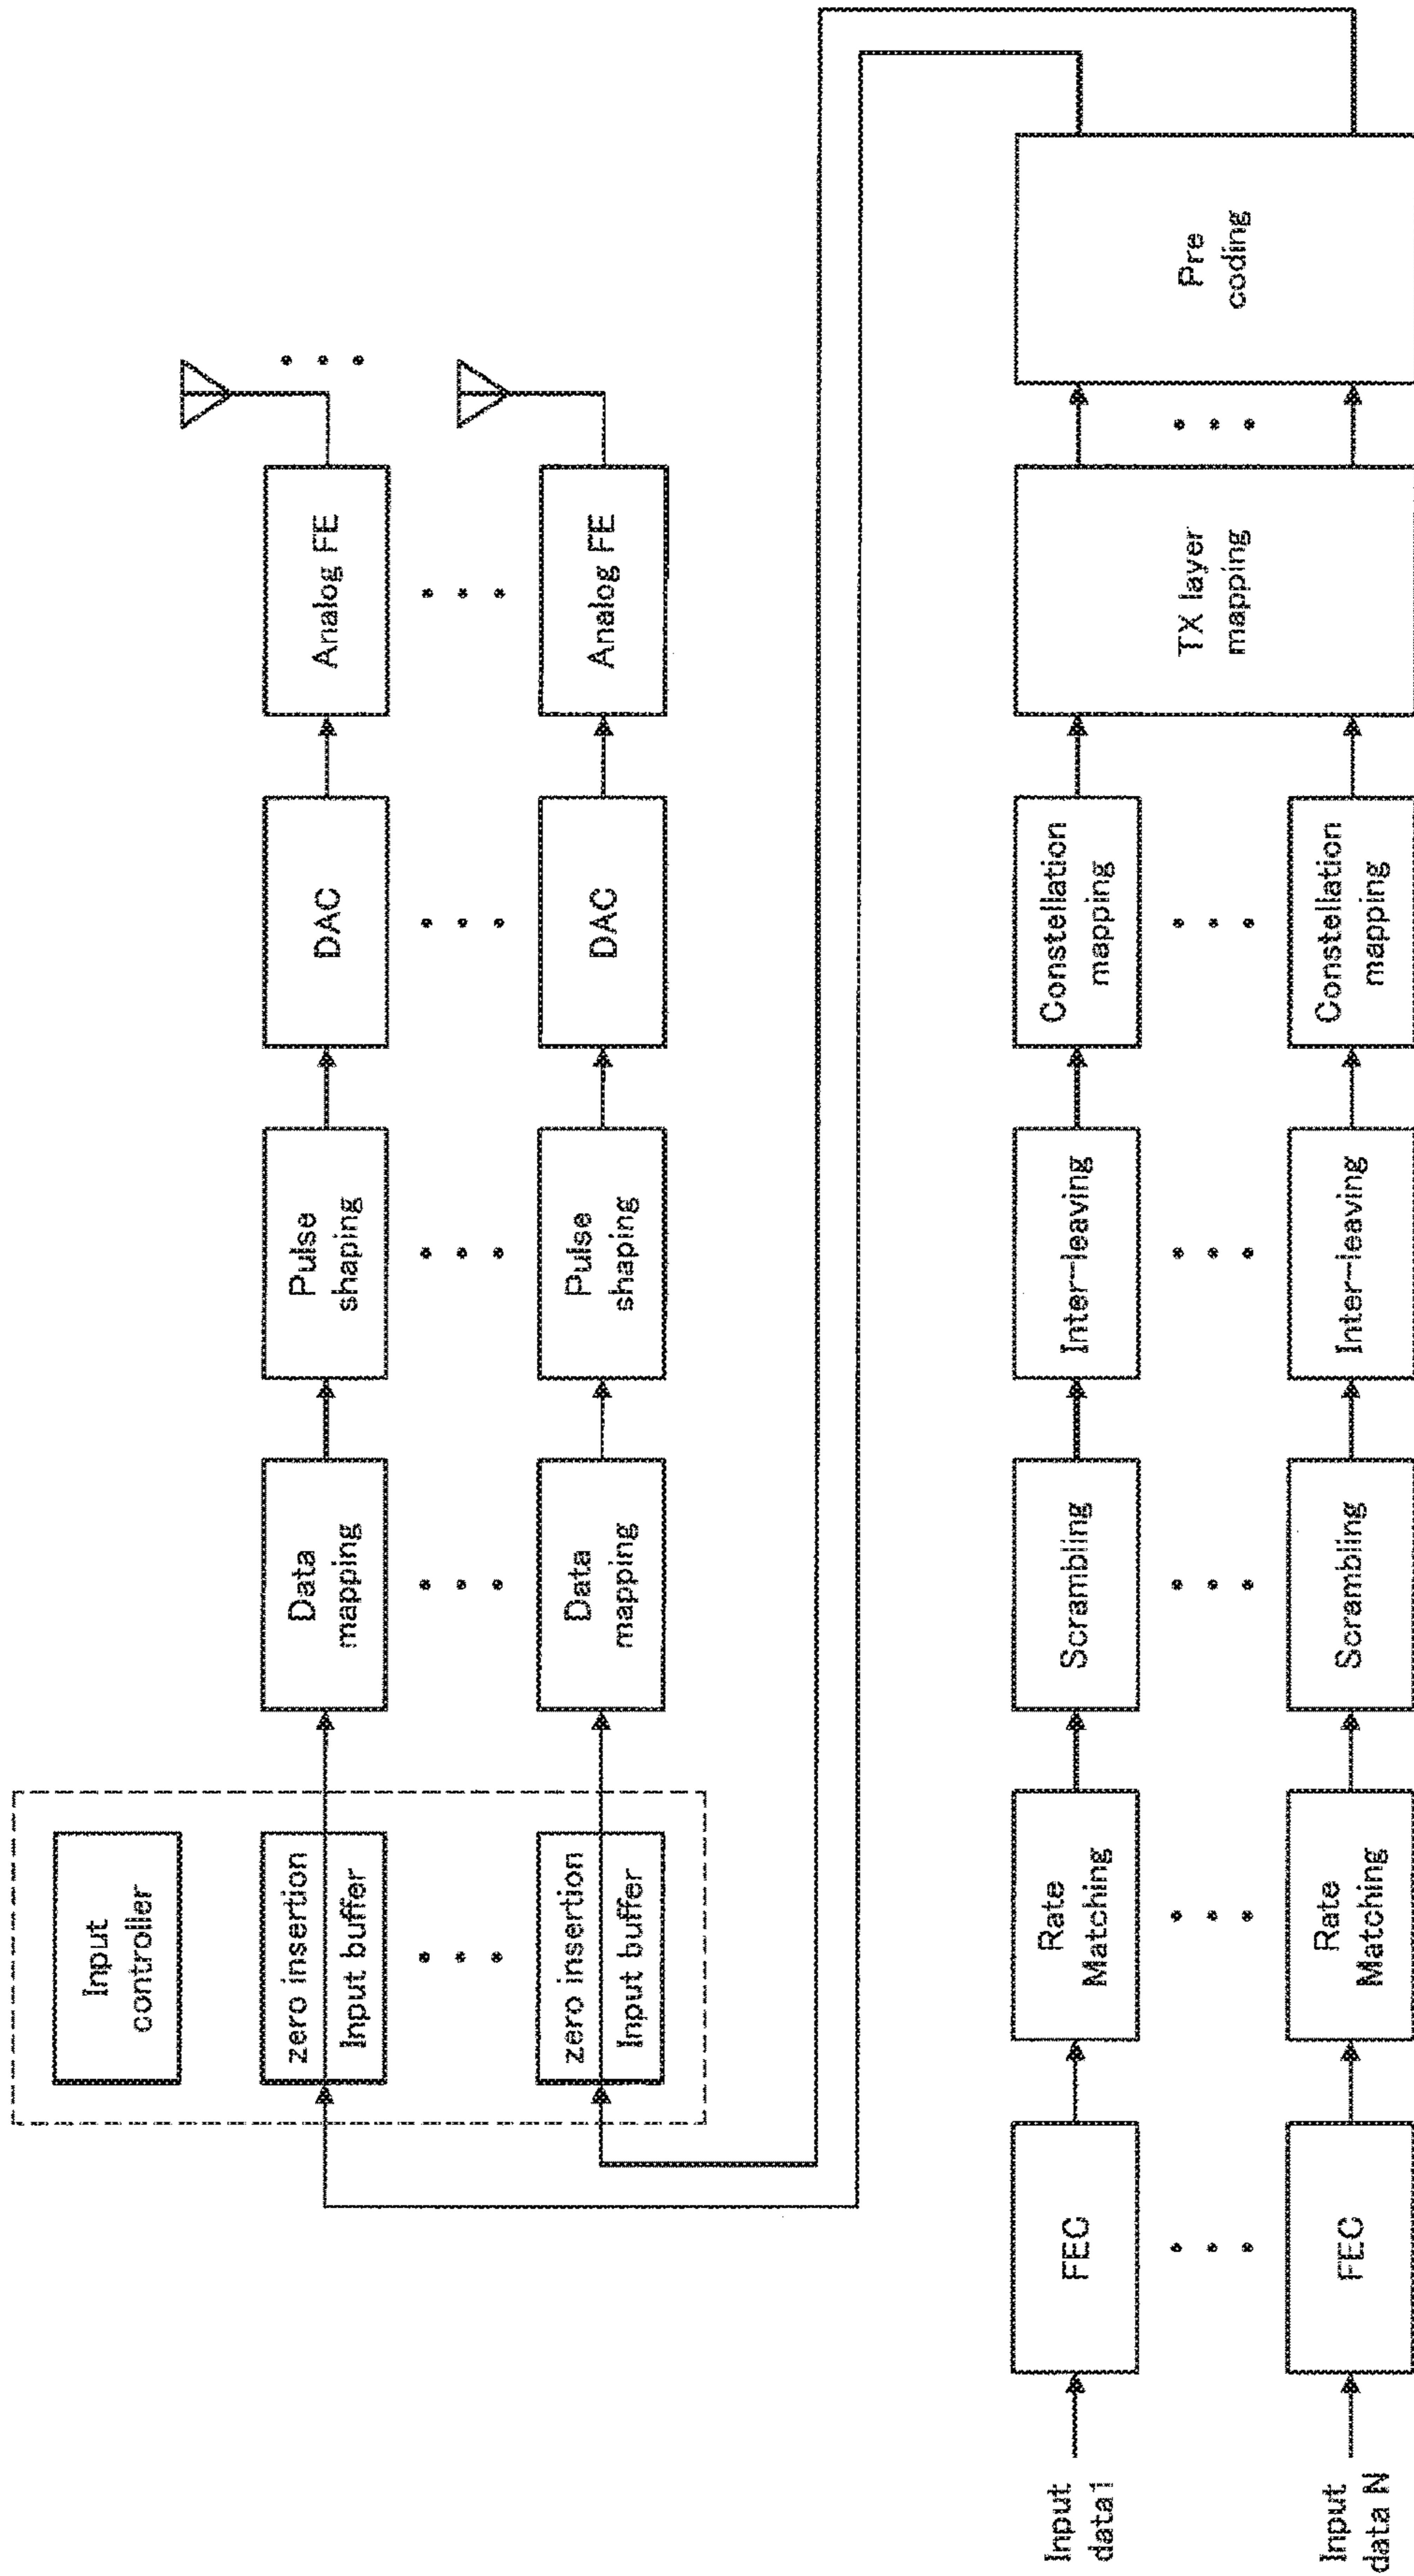 Input
controller
zero insertion
Input buffer
Data
mapping
Pulse
shaping
DAC
Analog FE
zero insertion
Input buffer
Data
mapping
Pulse
shaping
DAC
Analog FE
Input
data1
FEC
Rate
Matching
Scrambling
Inter-leaving
Constellation
mapping
TX layer
mapping
Pre
coding
Input
data N
FEC
Rate
Matching
Scrambling
Inter-leaving
Constellation
mapping